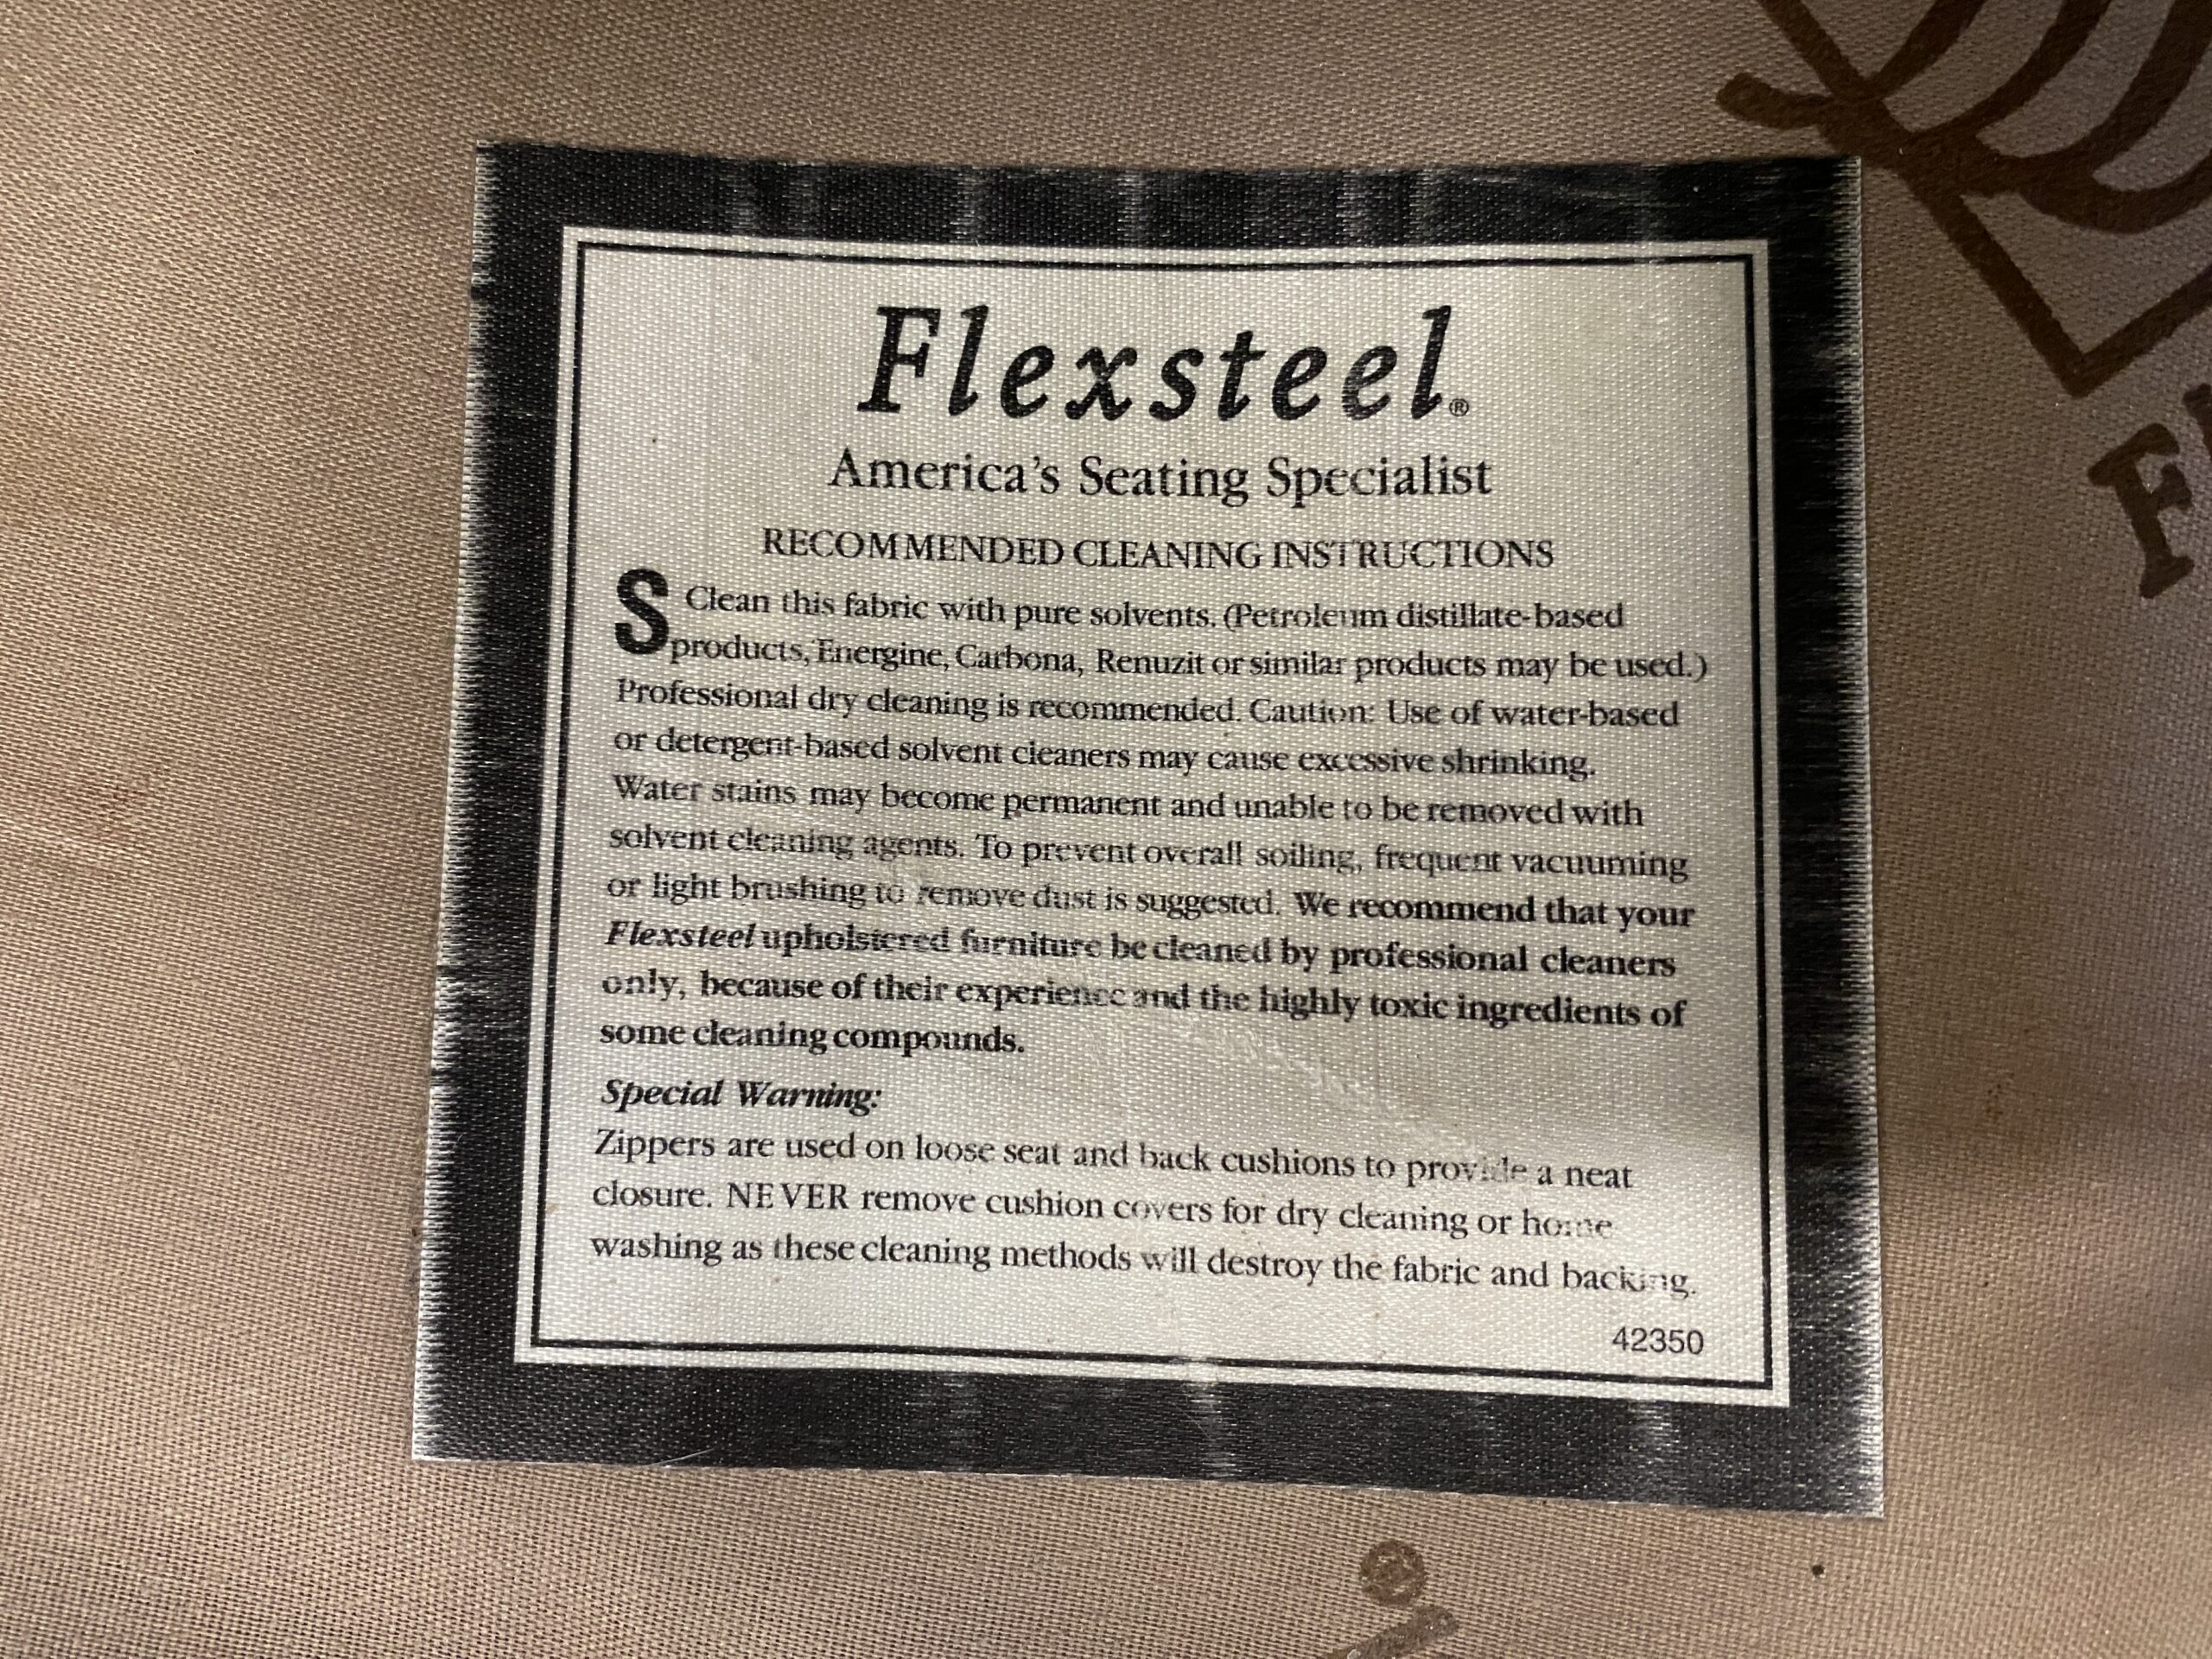 Flexsteel®
America's Seating Specialist
RECOMMENDED CLEANING INSTRUCTIONS
S Clean this fabric with pure solvents. (Petroleum distillate-based
products, Energine, Carbona, Renuzit or similar products may be used.)
Professional dry cleaning is recommended. Caution: Use of water-based
or detergent-based solvent cleaners may cause excessive shrinking.
Water stains may become permanent and unable to be removed with
solvent cleaning agents. To prevent overall soiling, frequent vacuuming
or light brushing to remove dust is suggested. We recommend that your
Flexsteel upholstered furniture be cleaned by professional cleaners
only, because of their experience and the highly toxic ingredients of
some cleaning compounds.
Special Warning:
Zippers are used on loose seat and back cushions to provide a neat
closure. NEVER remove cushion covers for dry cleaning or home
washing as these cleaning methods will destroy the fabric and backing.
42350